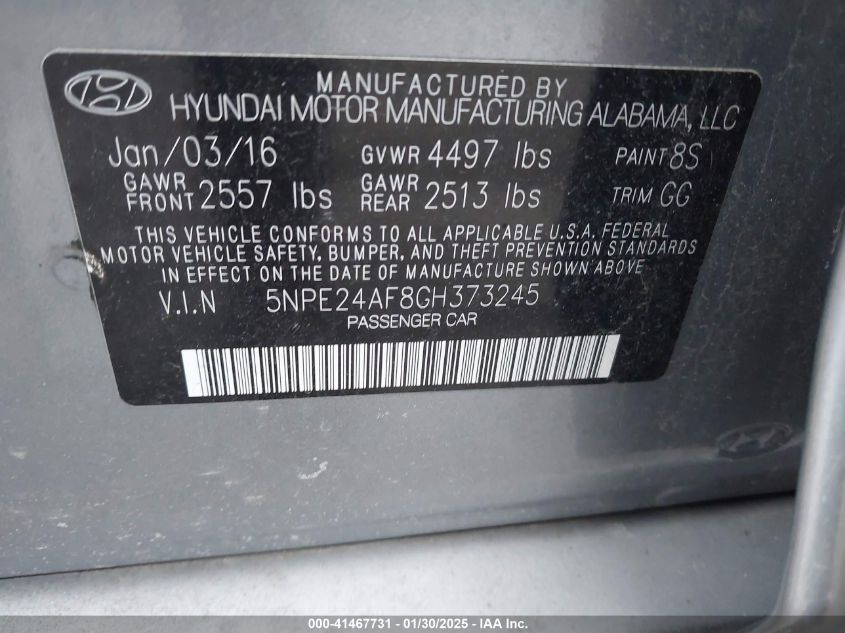 MANUFACTURED BY
HYUNDAI MOTOR MANUFACTURING ALABAMA, LLC
Jan/03/16 GVWR 4497 lbs PAINT 8S
GAWR FRONT 2557 lbs GAWR REAR 2513 lbs TRIM GG
THIS VEHICLE CONFORMS TO ALL APPLICABLE U.S.A. FEDERAL
MOTOR VEHICLE SAFETY, BUMPER, AND THEFT PREVENTION STANDARDS
IN EFFECT ON THE DATE OF MANUFACTURE SHOWN ABOVE
V.I.N 5NPE24AF8GH373245
PASSENGER CAR
000-41467731 - 01/30/2025 - IAA Inc.